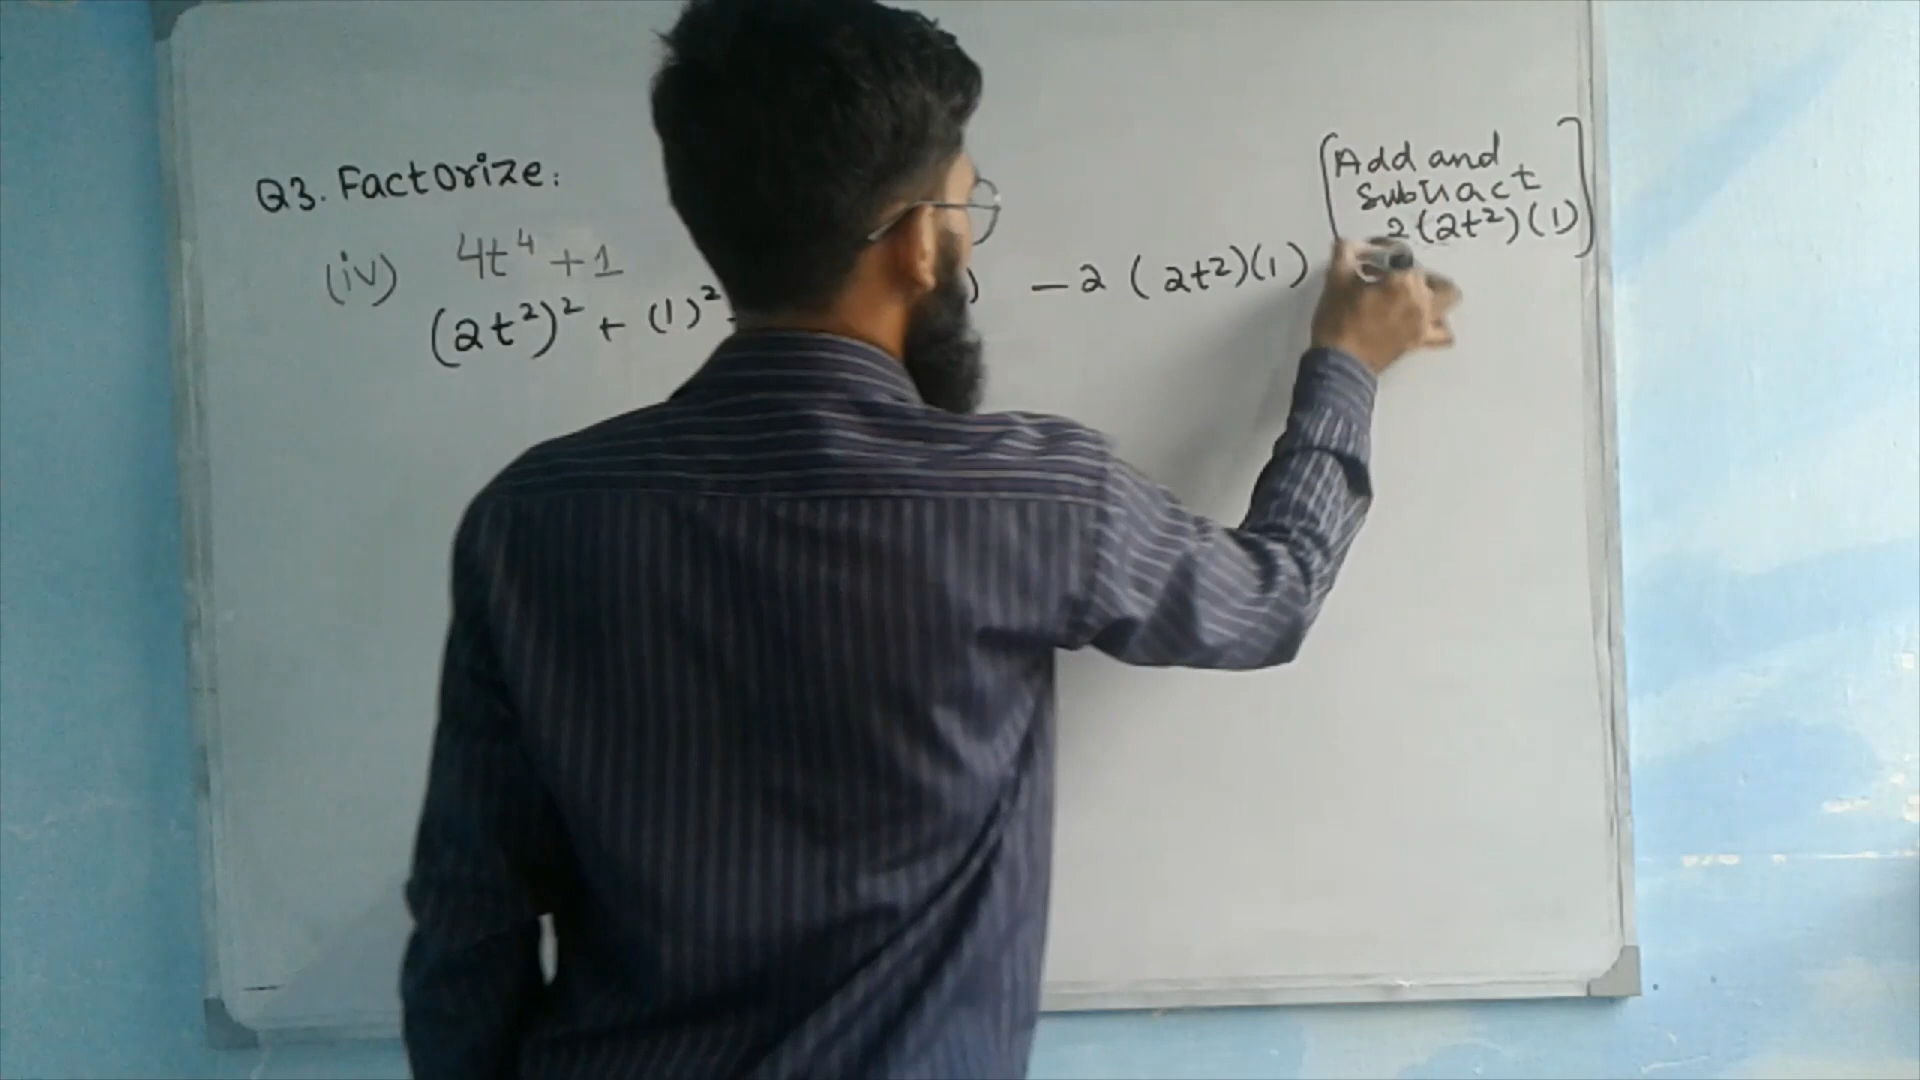 Q3. Factorize:
(iv) 4t⁴ + 1
(2t²)² + (1)² ) - 2 (2t²)(1)
[Add and
Subtract
2(2t²)(1)]